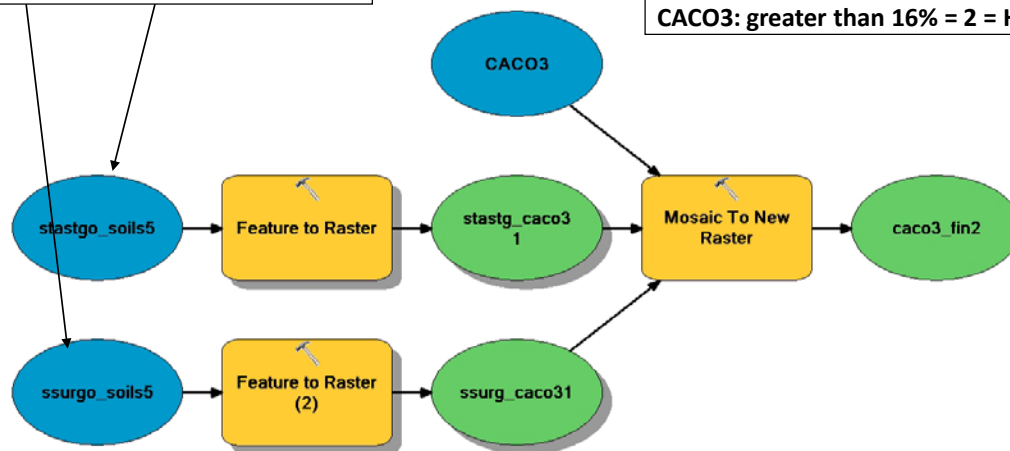 CACO3: greater than 16% = 2 = H
CACO3
stastgo_soils5
Feature to Raster
stastg_caco3
1
Mosaic To New
Raster
caco3_fin2
ssurgo_soils5
Feature to Raster
(2)
ssurg_caco31